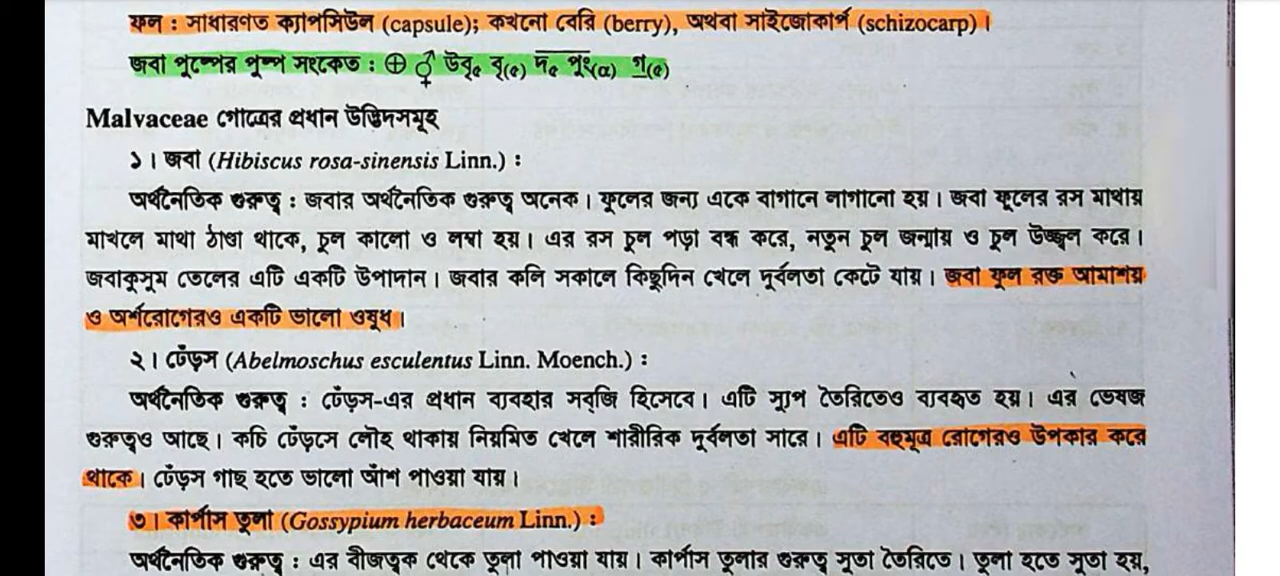 ফল : সাধারণত ক্যাপসিউল (capsule); কখনো বেরি (berry), অথবা সাইজোকার্প (schizocarp) ।
জবা পুষ্পের পুষ্প সংকেত : ⊕ ⚥ উবৃ৫ বৃ(৫) দ৫ পুং(α) গ(৫)
Malvaceae গোত্রের প্রধান উদ্ভিদসমূহ
১। জবা (Hibiscus rosa-sinensis Linn.) :
অর্থনৈতিক গুরুত্ব : জবার অর্থনৈতিক গুরুত্ব অনেক। ফুলের জন্য একে বাগানে লাগানো হয়। জবা ফুলের রস মাথায়
মাখলে মাথা ঠাণ্ডা থাকে, চুল কালো ও লম্বা হয়। এর রস চুল পড়া বন্ধ করে, নতুন চুল জন্মায় ও চুল উজ্জ্বল করে।
জবাকুসুম তেলের এটি একটি উপাদান। জবার কলি সকালে কিছুদিন খেলে দুর্বলতা কেটে যায়। জবা ফুল রক্ত আমাশয়
ও অর্শরোগেরও একটি ভালো ওষুধ।
২। ঢেঁড়স (Abelmoschus esculentus Linn. Moench.) :
অর্থনৈতিক গুরুত্ব : ঢেঁড়স-এর প্রধান ব্যবহার সবজি হিসেবে। এটি স্যুপ তৈরিতেও ব্যবহৃত হয়। এর ভেষজ
গুরুত্বও আছে। কচি ঢেঁড়সে লৌহ থাকায় নিয়মিত খেলে শারীরিক দুর্বলতা সারে। এটি বহুমূত্র রোগেরও উপকার করে
থাকে। ঢেঁড়স গাছ হতে ভালো আঁশ পাওয়া যায়।
৩। কার্পাস তুলা (Gossypium herbaceum Linn.) :
অর্থনৈতিক গুরুত্ব : এর বীজত্বক থেকে তুলা পাওয়া যায়। কার্পাস তুলার গুরুত্ব সুতা তৈরিতে। তুলা হতে সুতা হয়,